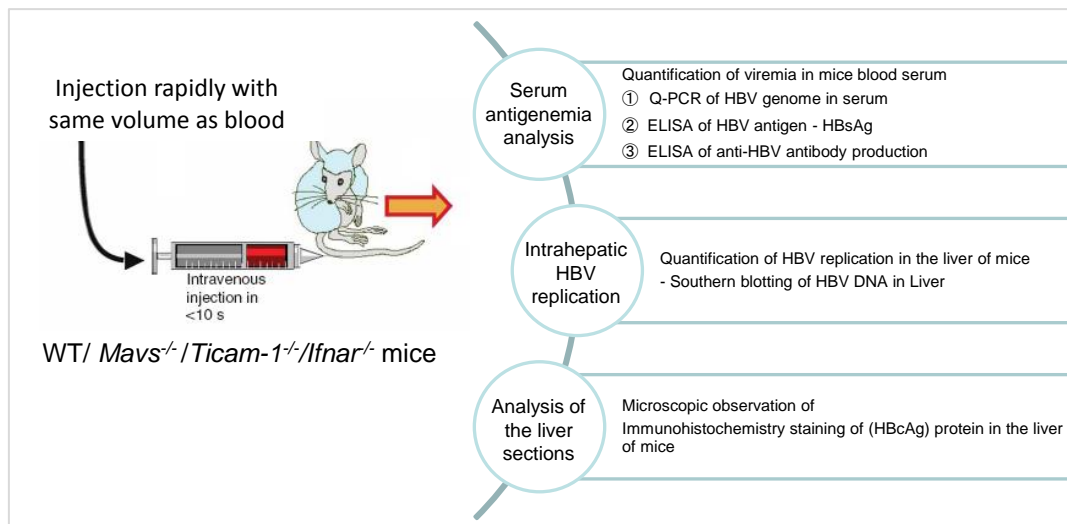 Injection rapidly with
same volume as blood
Intravenous
injection in
<10 s
WT/ Mavs-/- /Ticam-1-/-/Ifnar-/- mice
Serum
antigenemia
analysis
Quantification of viremia in mice blood serum
① Q-PCR of HBV genome in serum
② ELISA of HBV antigen - HBsAg
③ ELISA of anti-HBV antibody production
Intrahepatic
HBV
replication
Quantification of HBV replication in the liver of mice
- Southern blotting of HBV DNA in Liver
Analysis of
the liver
sections
Microscopic observation of
Immunohistochemistry staining of (HBcAg) protein in the liver
of mice